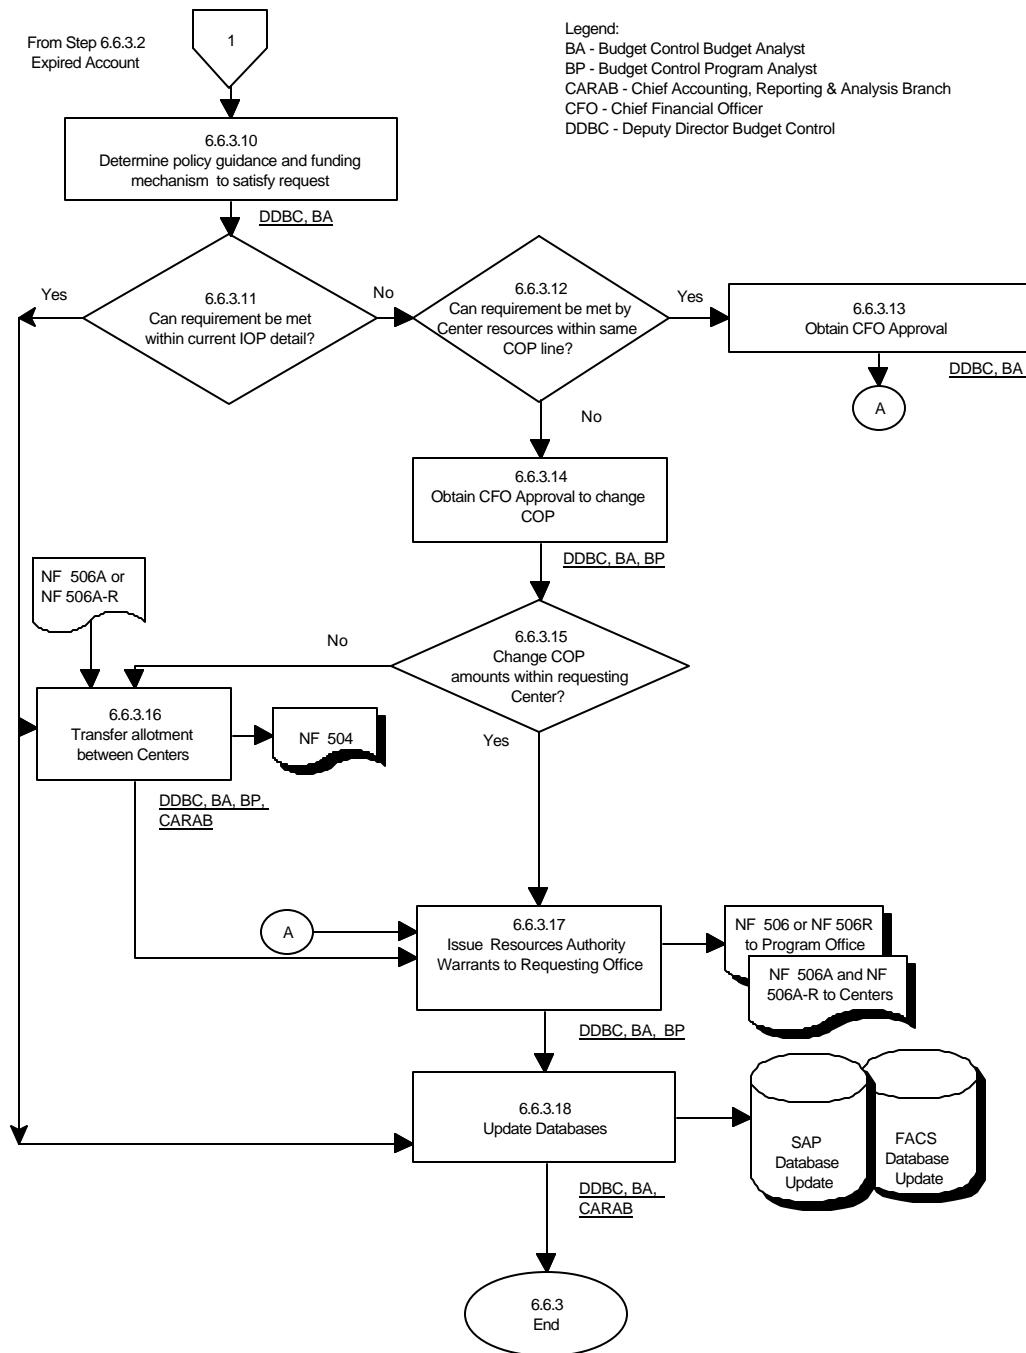 From Step 6.6.3.2
Expired Account
1
Legend:
BA - Budget Control Budget Analyst
BP - Budget Control Program Analyst
CARAB - Chief Accounting, Reporting & Analysis Branch
CFO - Chief Financial Officer
DDBC - Deputy Director Budget Control
6.6.3.10
Determine policy guidance and funding
mechanism to satisfy request
DDBC, BA
Yes
6.6.3.11
Can requirement be met
within current IOP detail?
No
6.6.3.12
Can requirement be met by
Center resources within same
COP line?
Yes
6.6.3.13
Obtain CFO Approval
DDBC, BA
A
No
6.6.3.14
Obtain CFO Approval to change
COP
DDBC, BA, BP
NF 506A or
NF 506A-R
No
6.6.3.15
Change COP
amounts within requesting
Center?
Yes
6.6.3.16
Transfer allotment
between Centers
NF 504
DDBC, BA, BP,
CARAB
A
6.6.3.17
Issue Resources Authority
Warrants to Requesting Office
NF 506 or NF 506R
to Program Office
NF 506A and NF
506A-R to Centers
DDBC, BA, BP
6.6.3.18
Update Databases
SAP
Database
Update
FACS
Database
Update
DDBC, BA,
CARAB
6.6.3
End